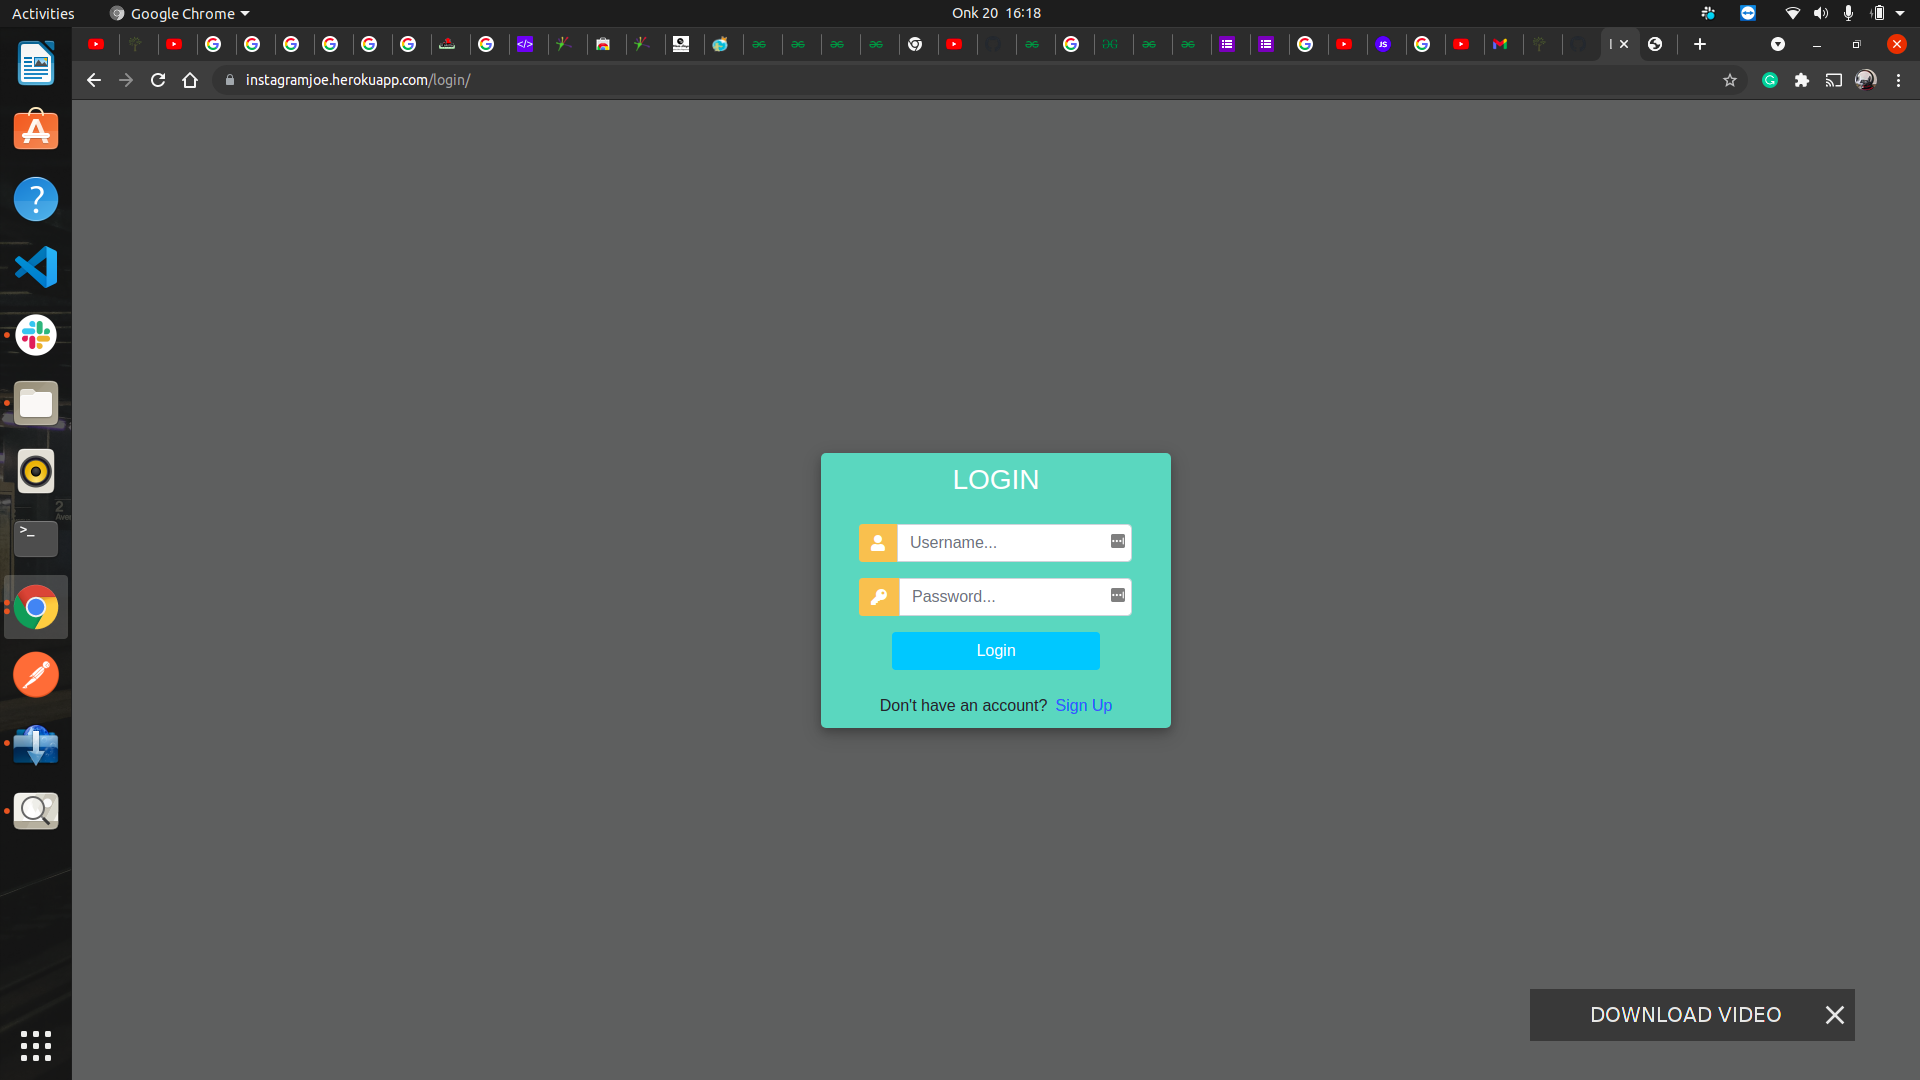 Activities
Google Chrome
Onk 20 16:18
instagramjoe.herokuapp.com/login/
LOGIN
Username...
Password...
Login
Don't have an account? Sign Up
DOWNLOAD VIDEO